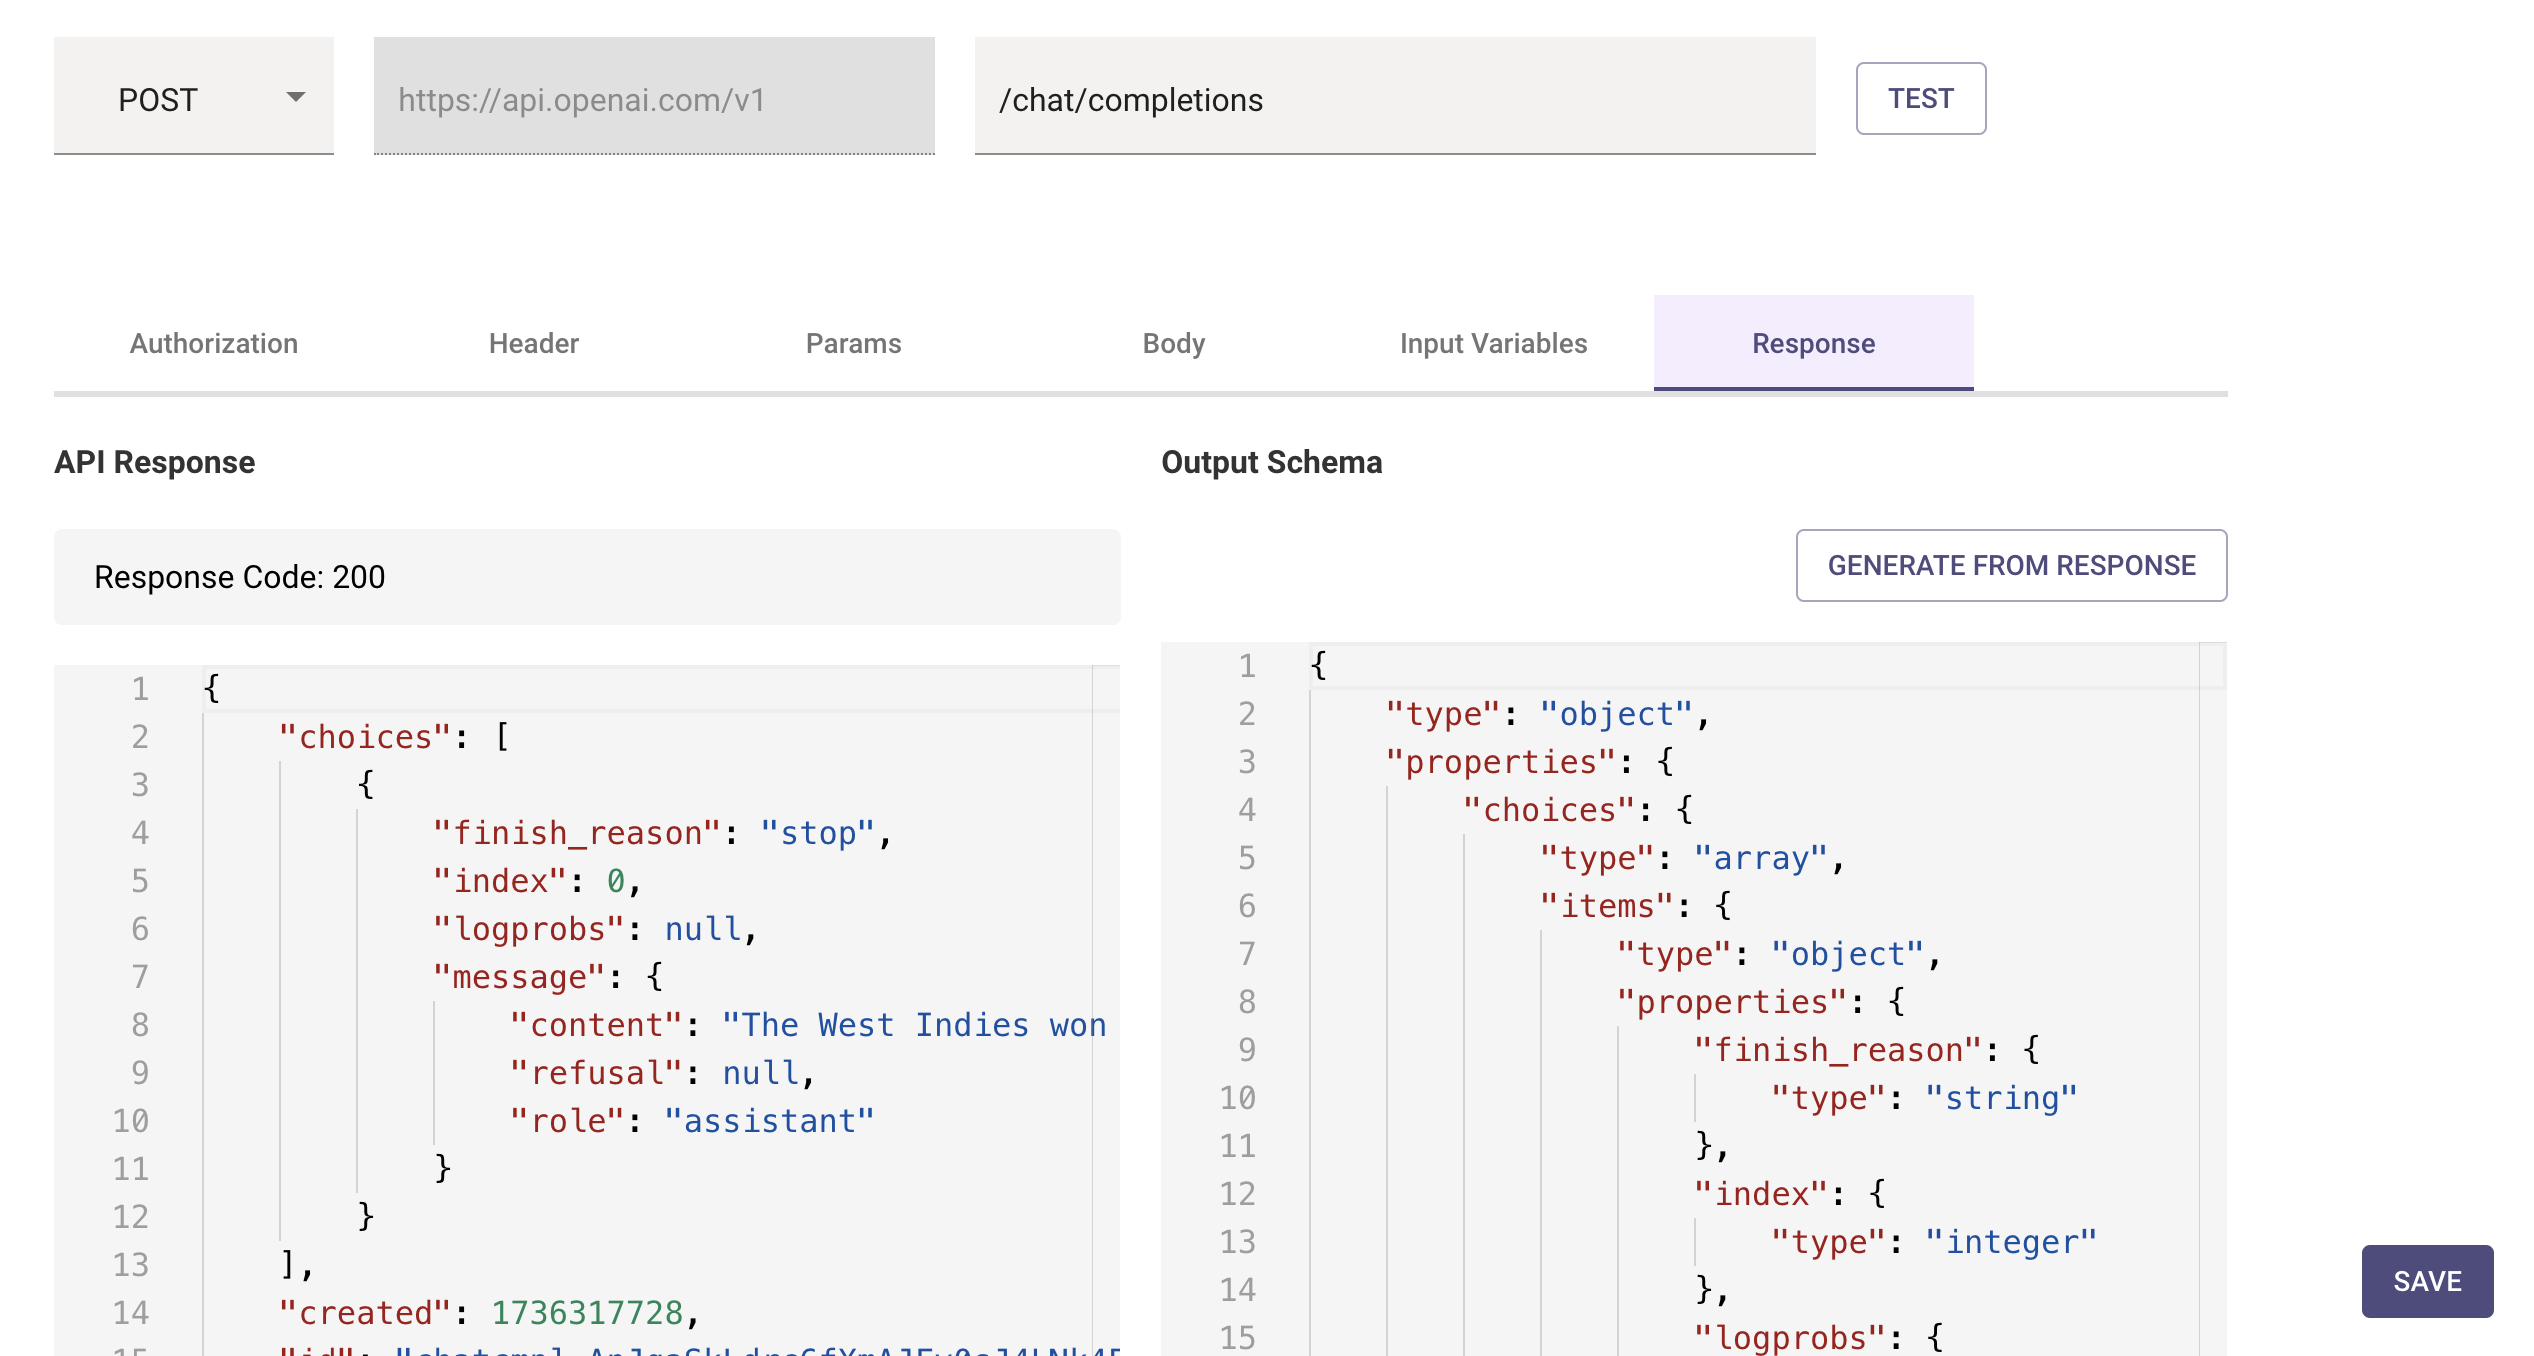 POST
https://api.openai.com/v1
/chat/completions
TEST
Authorization
Header
Params
Body
Input Variables
Response
API Response
Response Code: 200
1 {
2 "choices": [
3 {
4 "finish_reason": "stop",
5 "index": 0,
6 "logprobs": null,
7 "message": {
8 "content": "The West Indies won
9 "refusal": null,
10 "role": "assistant"
11 }
12 }
13 ],
14 "created": 1736317728,
15 "id":
Output Schema
GENERATE FROM RESPONSE
1 {
2 "type": "object",
3 "properties": {
4 "choices": {
5 "type": "array",
6 "items": {
7 "type": "object",
8 "properties": {
9 "finish_reason": {
10 "type": "string"
11 },
12 "index": {
13 "type": "integer"
14 },
15 "logprobs": {
SAVE